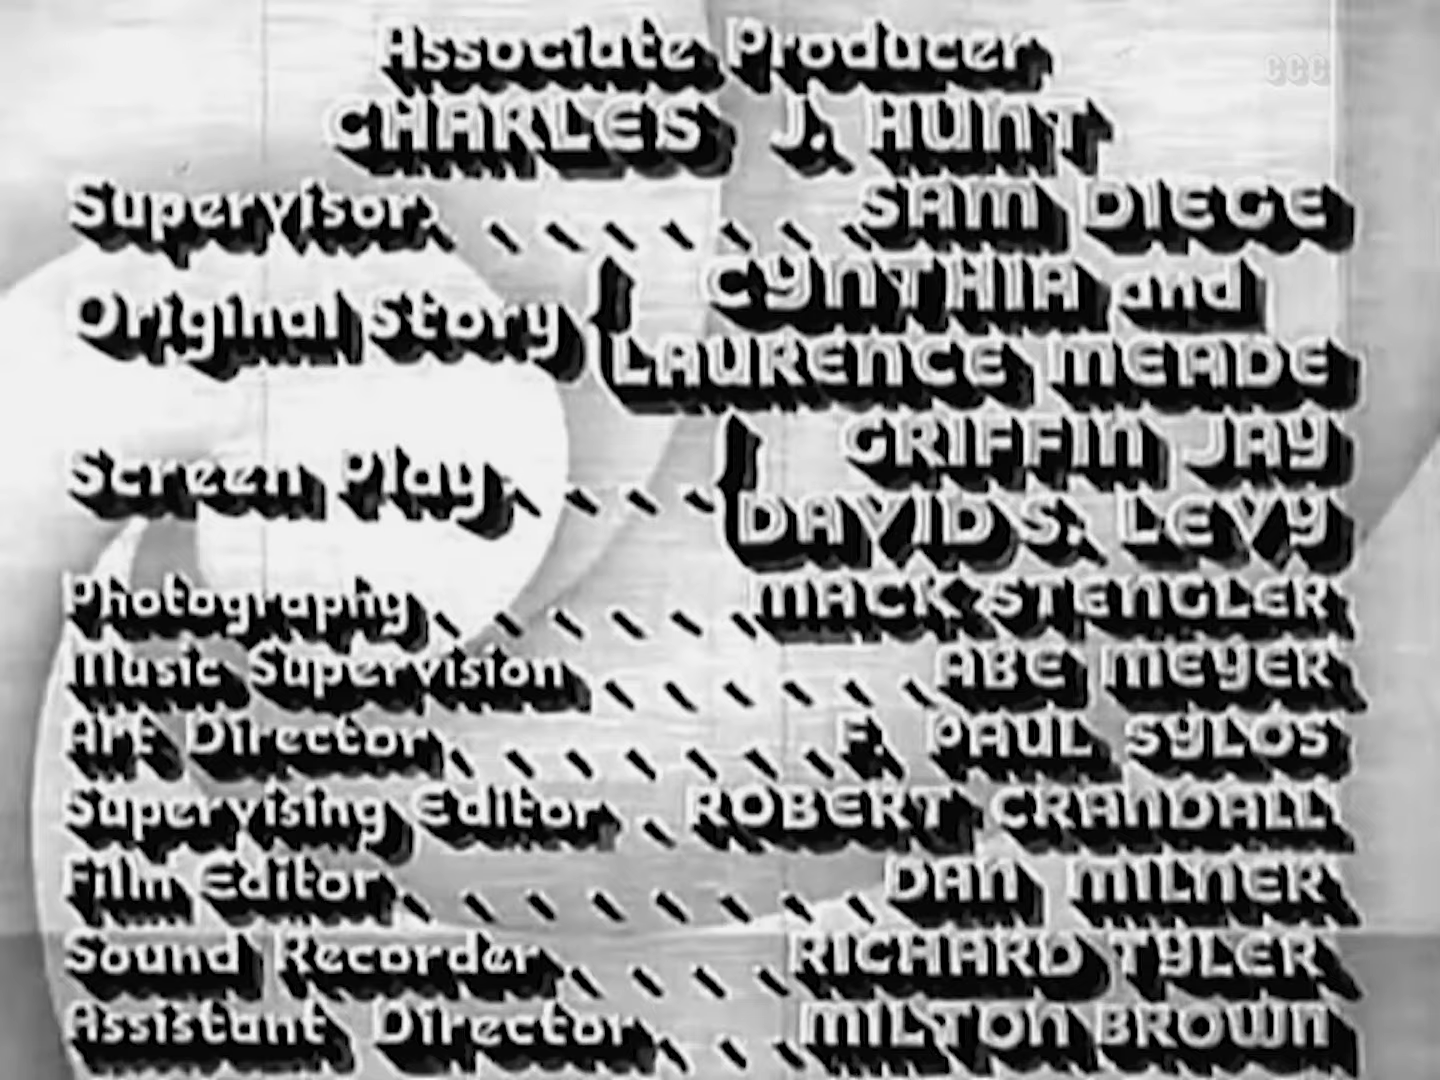 Associate Producer
CHARLES J. HUNT
Supervisor. . . . . . . . SAM DIEGE
Original Story { CYNTHIA and
LAURENCE MEADE
Screen Play. . . . . { GRIFFIN JAY
DAVID S. LEVY
Photography . . . . . . MACK STENGLER
Music Supervision . . . . . . ABE MEYER
Art Director . . . . . . . F. PAUL SYLOS
Supervising Editor . . ROBERT CRANDALL
Film Editor . . . . . . . . DAN MILNER
Sound Recorder . . . . RICHARD TYLER
Assistant Director . . . MILTON BROWN
CCC